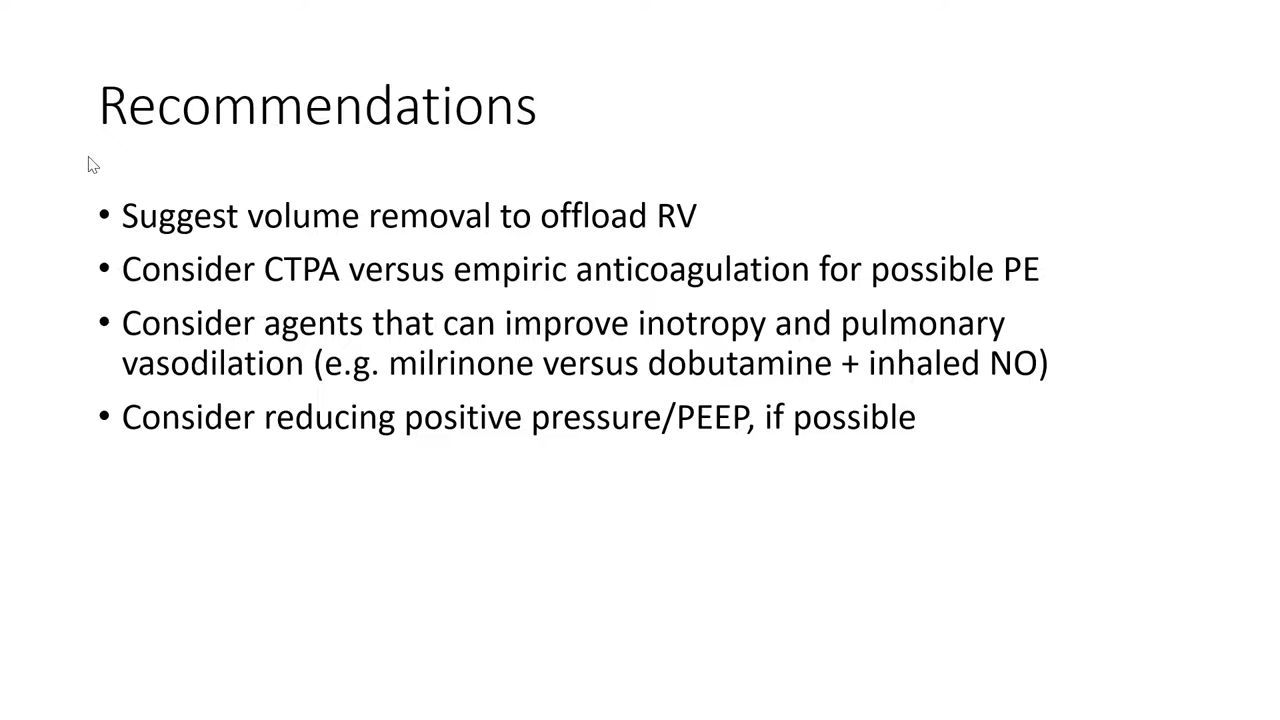 Recommendations
• Suggest volume removal to offload RV
• Consider CTPA versus empiric anticoagulation for possible PE
• Consider agents that can improve inotropy and pulmonary
vasodilation (e.g. milrinone versus dobutamine + inhaled NO)
• Consider reducing positive pressure/PEEP, if possible